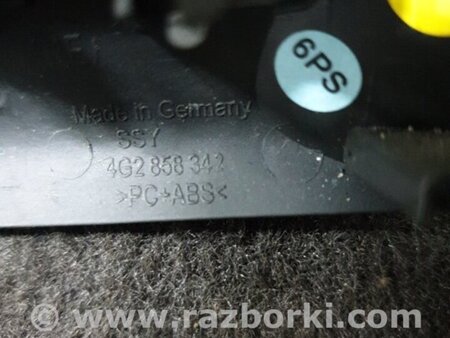 6PS
Made in Germany
SSY
4G2 858 342
>PC+ABS<
© www.razborki.com